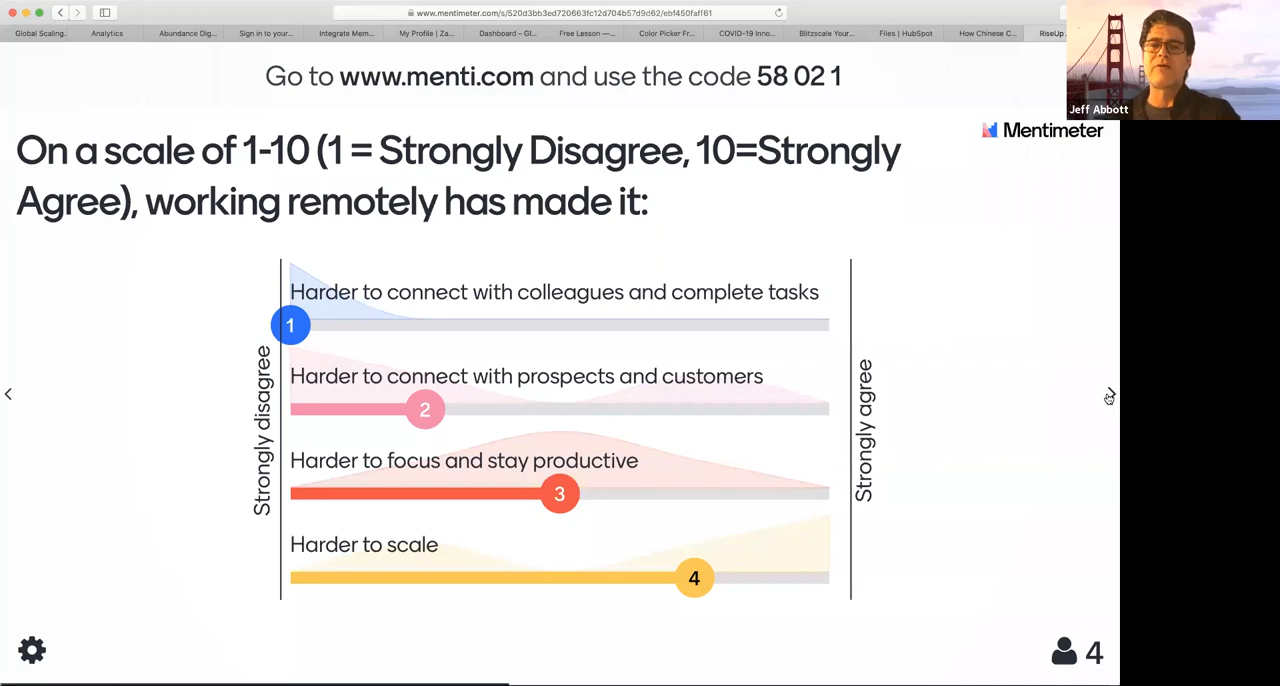 www.mentimeter.com/s/520d3bb3ed720663fc12d704b57d9d62/ebf450faff61
Global Scaling.. Analytics Abundance Dig... Sign in to your... Integrate Mem... My Profile | Za... Dashboard – Gl... Free Lesson —... Color Picker Fr... COVID-19 Inno... Blitzscale Your... Files | HubSpot How Chinese C... RiseUp
Go to www.menti.com and use the code 58 02 1
Jeff Abbott
Mentimeter
On a scale of 1-10 (1 = Strongly Disagree, 10=Strongly
Agree), working remotely has made it:
Strongly disagree
Harder to connect with colleagues and complete tasks
1
Harder to connect with prospects and customers
2
Harder to focus and stay productive
3
Harder to scale
4
Strongly agree
4